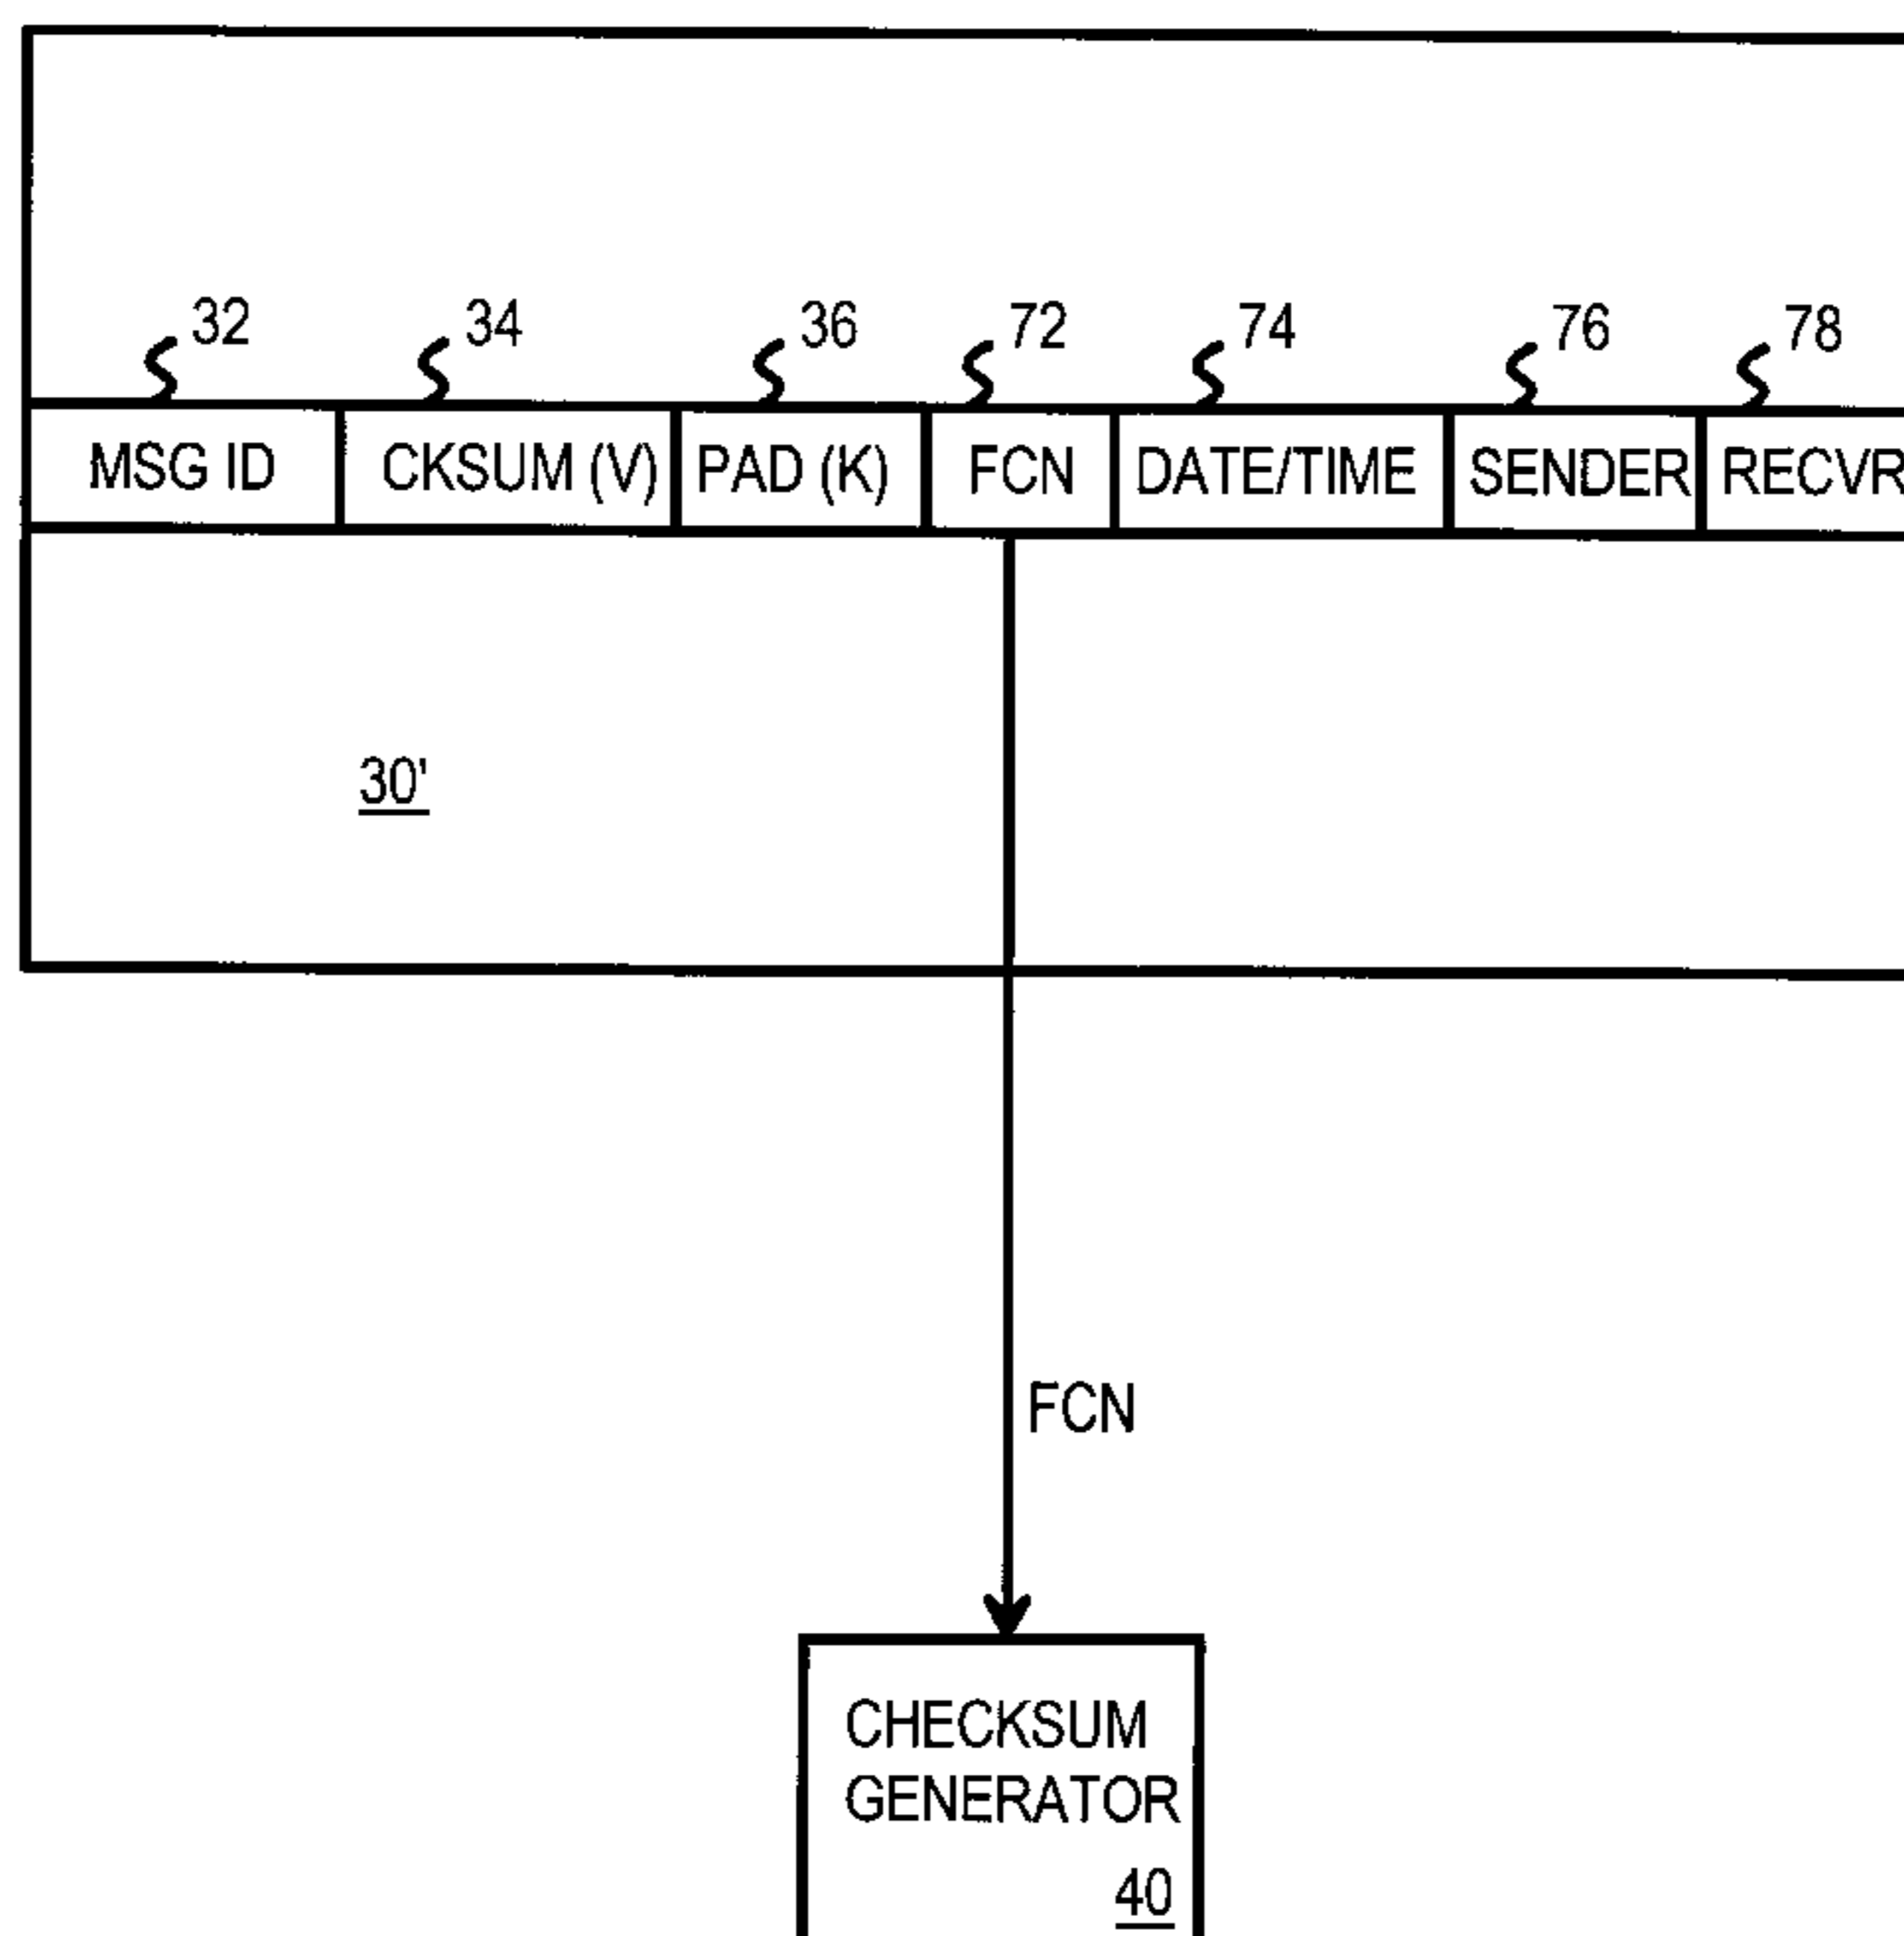 32 34 36 72 74 76 78
MSG ID CKSUM (V) PAD (K) FCN DATE/TIME SENDER RECVR
30'
FCN
CHECKSUM
GENERATOR
40